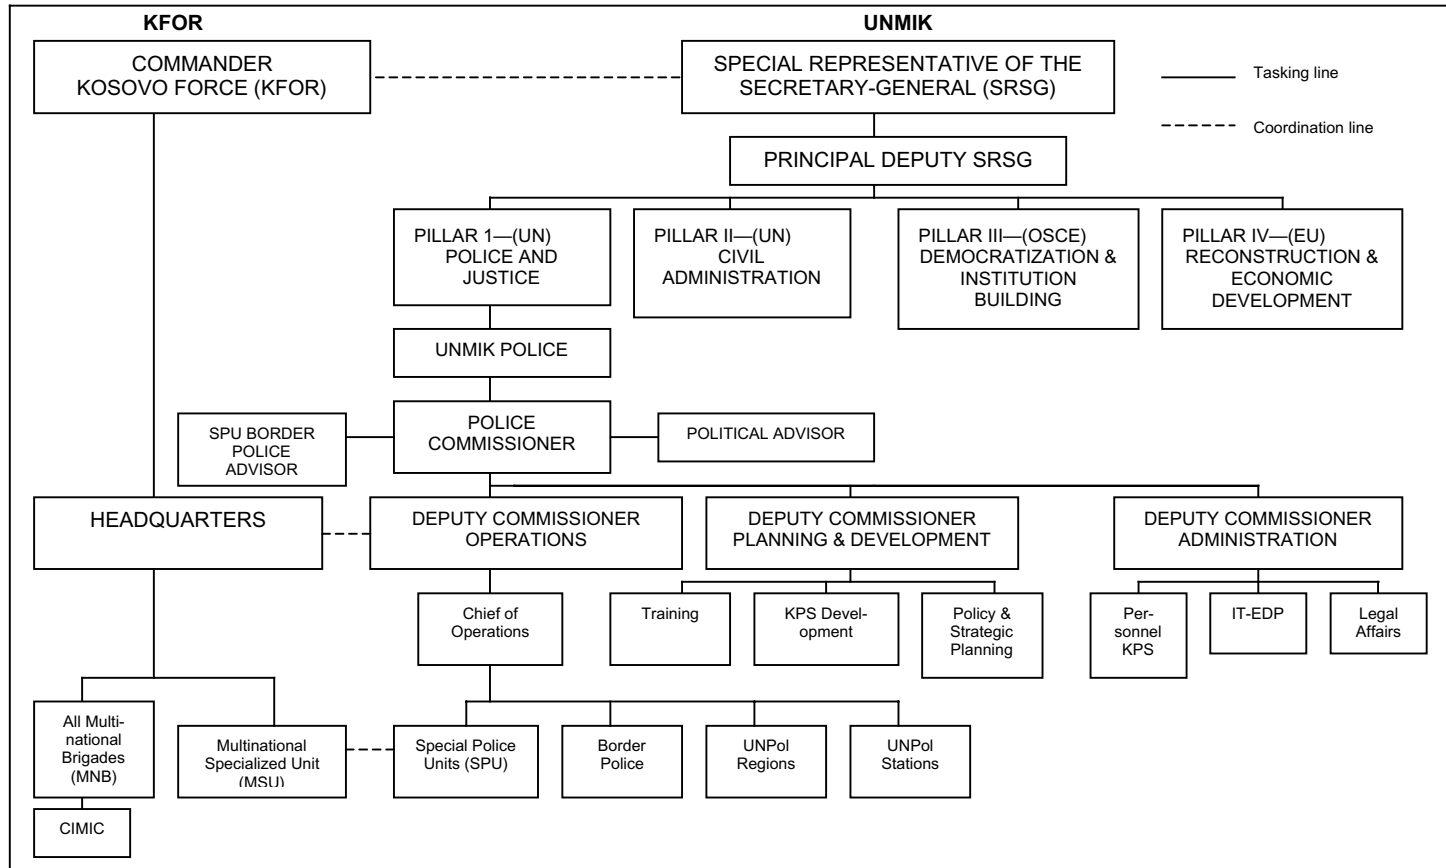 KFOR
UNMIK
COMMANDER
KOSOVO FORCE (KFOR)
SPECIAL REPRESENTATIVE OF THE
SECRETARY-GENERAL (SRSG)
Tasking line
Coordination line
PRINCIPAL DEPUTY SRSG
PILLAR 1—(UN)
POLICE AND
JUSTICE
PILLAR II—(UN)
CIVIL
ADMINISTRATION
PILLAR III—(OSCE)
DEMOCRATIZATION &
INSTITUTION
BUILDING
PILLAR IV—(EU)
RECONSTRUCTION &
ECONOMIC
DEVELOPMENT
UNMIK POLICE
SPU BORDER
POLICE
ADVISOR
POLICE
COMMISSIONER
POLITICAL ADVISOR
HEADQUARTERS
DEPUTY COMMISSIONER
OPERATIONS
DEPUTY COMMISSIONER
PLANNING & DEVELOPMENT
DEPUTY COMMISSIONER
ADMINISTRATION
Chief of
Operations
Training
KPS Devel-
opment
Policy &
Strategic
Planning
Per-
sonnel
KPS
IT-EDP
Legal
Affairs
All Multi-
national
Brigades
(MNB)
Multinational
Specialized Unit
(MSU)
Special Police
Units (SPU)
Border
Police
UNPol
Regions
UNPol
Stations
CIMIC